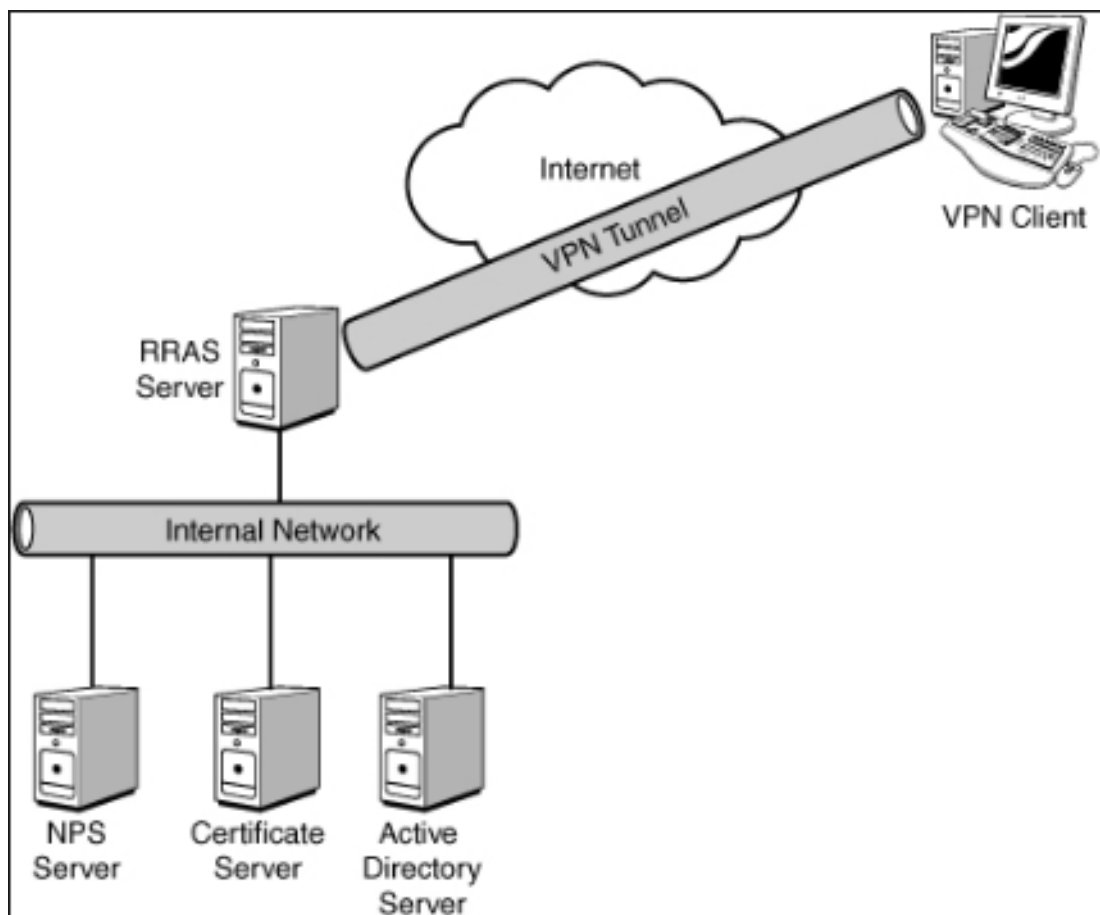 Internet
VPN Tunnel
VPN Client
RRAS
Server
Internal Network
NPS
Server
Certificate
Server
Active
Directory
Server